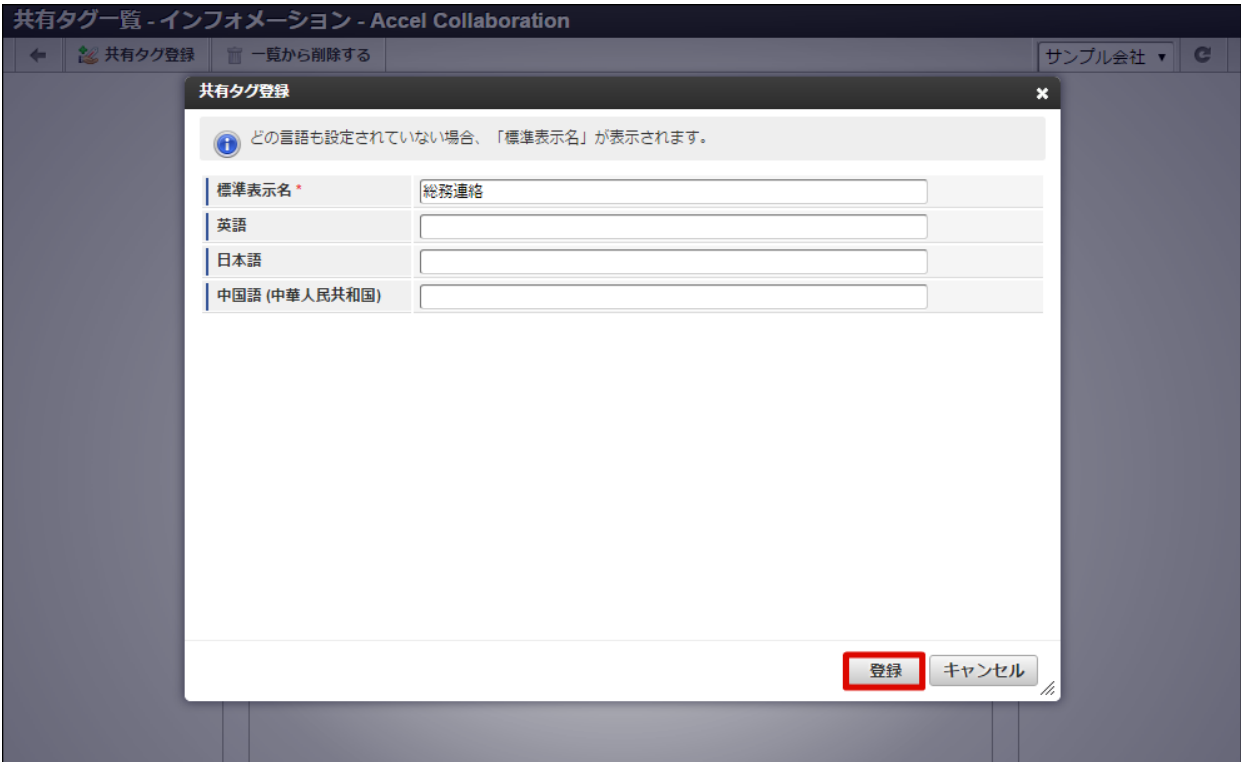 共有タグ一覧 - インフォメーション - Accel Collaboration
共有タグ登録 一覧から削除する サンプル会社
共有タグ登録
どの言語も設定されていない場合、「標準表示名」が表示されます。
標準表示名* 総務連絡
英語
日本語
中国語 (中華人民共和国)
登録 キャンセル